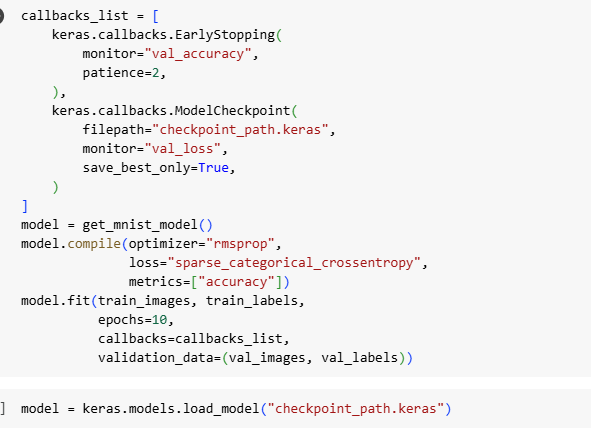 callbacks_list = [
    keras.callbacks.EarlyStopping(
        monitor="val_accuracy",
        patience=2,
    ),
    keras.callbacks.ModelCheckpoint(
        filepath="checkpoint_path.keras",
        monitor="val_loss",
        save_best_only=True,
    )
]
model = get_mnist_model()
model.compile(optimizer="rmsprop",
              loss="sparse_categorical_crossentropy",
              metrics=["accuracy"])
model.fit(train_images, train_labels,
          epochs=10,
          callbacks=callbacks_list,
          validation_data=(val_images, val_labels))
] model = keras.models.load_model("checkpoint_path.keras")